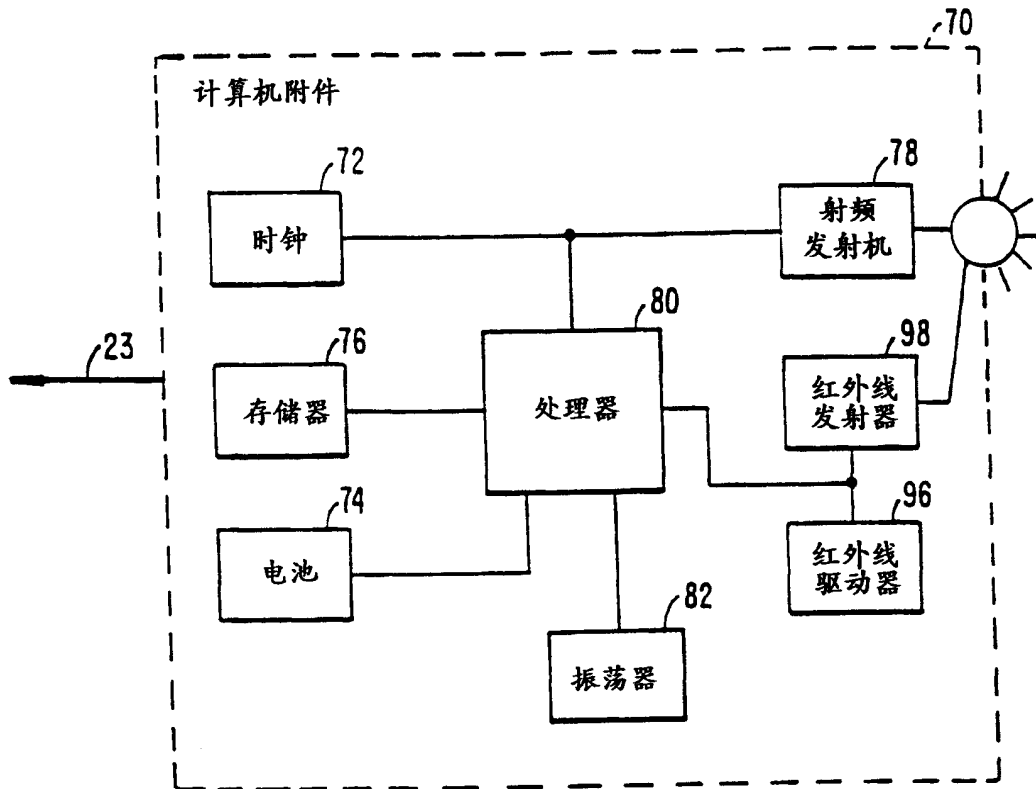 70
计算机附件
72
时钟
78
射频
发射机
80
处理器
23
76
存储器
98
红外线
发射器
74
电池
96
红外线
驱动器
82
振荡器